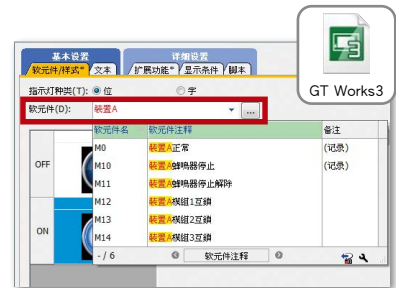 GT Works3
基本设置
详细设置
软元件/样式*
文本
扩展功能*
显示条件
脚本
指示灯种类(T):
位
字
软元件(D):
装置A
...
软元件名
软元件注释
备注
M0
装置A正常
(记录)
M10
装置A蜂鸣器停止
(记录)
M11
装置A蜂鸣器停止解除
M12
装置A模组1互鎖
M13
装置A模组2互鎖
M14
装置A模组3互鎖
- / 6
软元件注释
OFF
ON